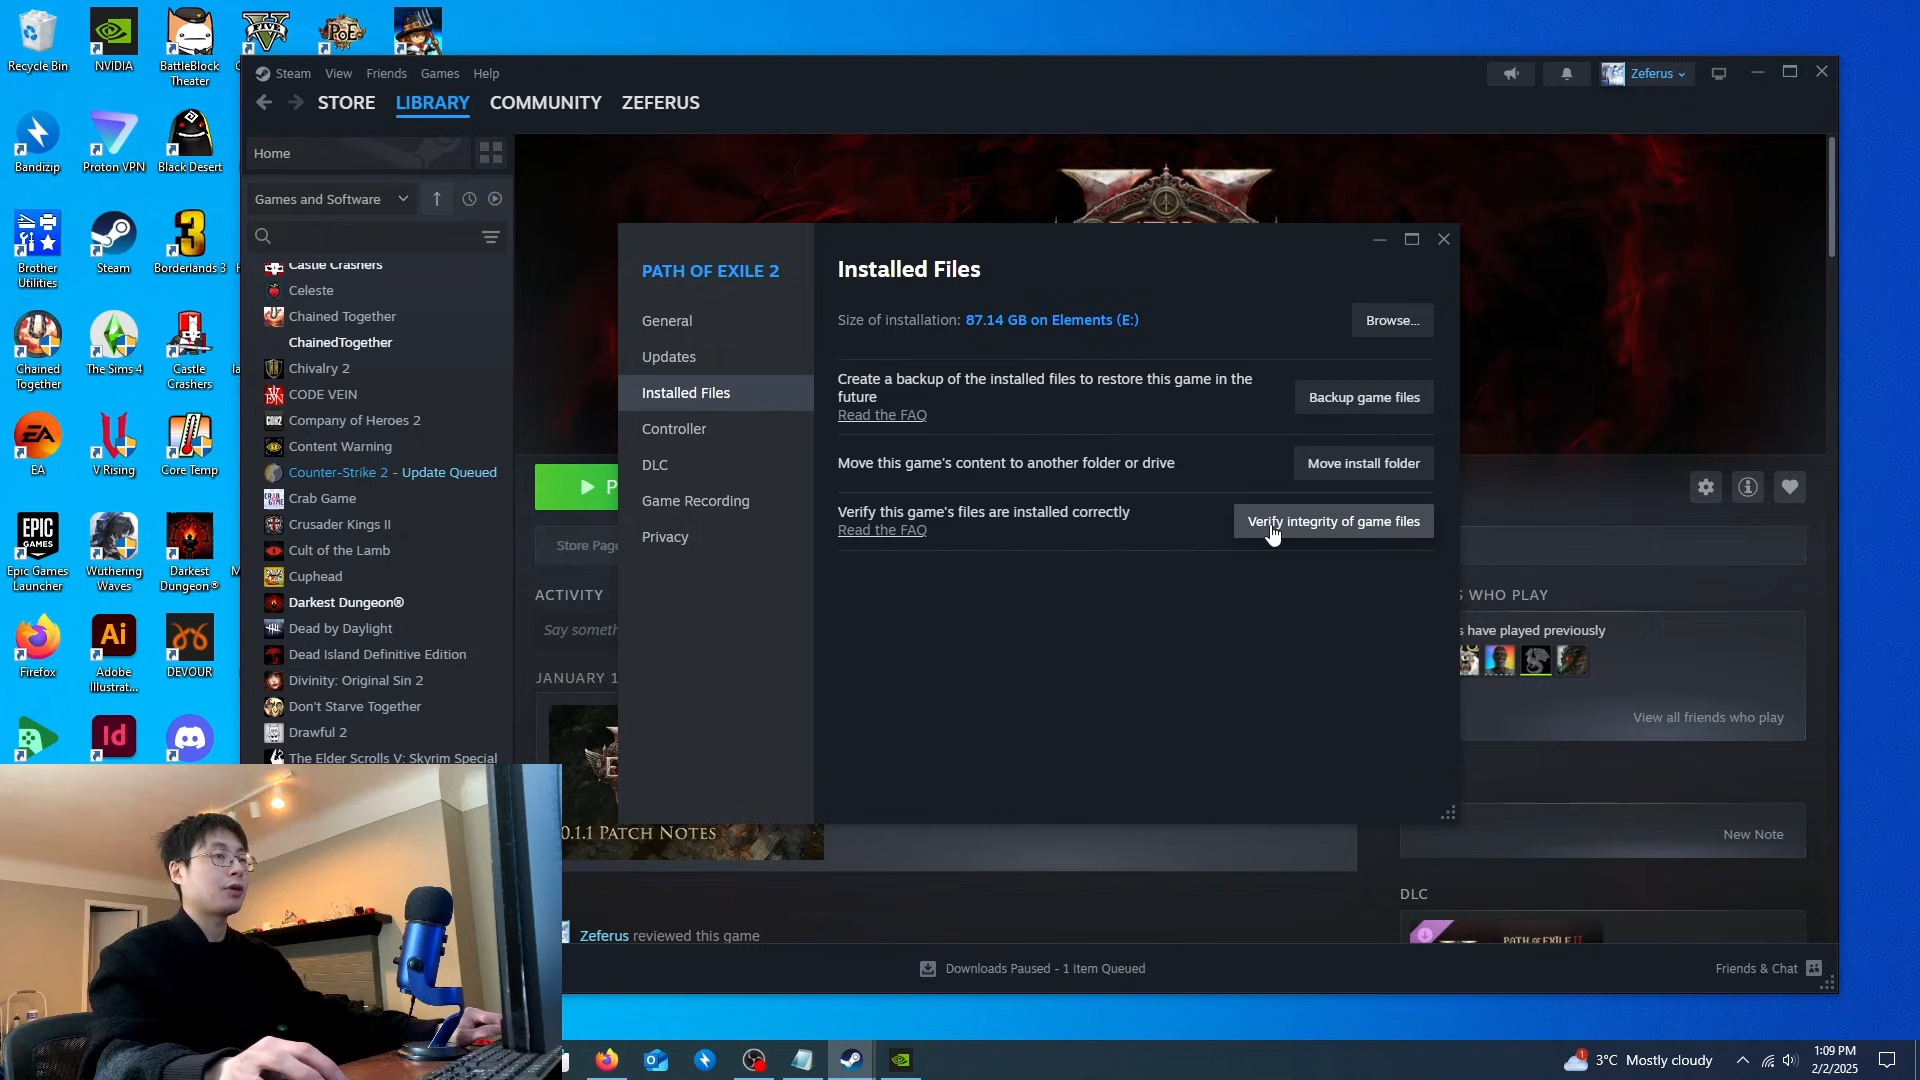 Recycle Bin
NVIDIA
BattleBlock
Theater
Bandizip
Proton VPN
Black Desert
Brother
Utilities
Steam
Borderlands 3
Chained
Together
The Sims 4
Castle
Crashers
EA
V Rising
Core Temp
Epic Games
Launcher
Wuthering
Waves
Darkest
Dungeon®
Firefox
Adobe
Illustrat...
DEVOUR
Steam
View
Friends
Games
Help
Zeferus
STORE
LIBRARY
COMMUNITY
ZEFERUS
Home
Games and Software
Castle Crashers
Celeste
Chained Together
ChainedTogether
Chivalry 2
CODE VEIN
Company of Heroes 2
Content Warning
Counter-Strike 2 - Update Queued
Crab Game
Crusader Kings II
Cult of the Lamb
Cuphead
Darkest Dungeon®
Dead by Daylight
Dead Island Definitive Edition
Divinity: Original Sin 2
Don't Starve Together
Drawful 2
The Elder Scrolls V: Skyrim Special
PATH OF EXILE 2
General
Updates
Installed Files
Controller
DLC
Game Recording
Privacy
Installed Files
Size of installation: 87.14 GB on Elements (E:)
Browse...
Create a backup of the installed files to restore this game in the
future
Read the FAQ
Backup game files
Move this game's content to another folder or drive
Move install folder
Verify this game's files are installed correctly
Read the FAQ
Verify integrity of game files
P
Store Page
ACTIVITY
Say someth
JANUARY 1
0.1.1 PATCH NOTES
Zeferus reviewed this game
S WHO PLAY
s have played previously
View all friends who play
New Note
DLC
PATH OF EXILE II
Downloads Paused - 1 Item Queued
Friends & Chat
1
3°C Mostly cloudy
1:09 PM
2/2/2025